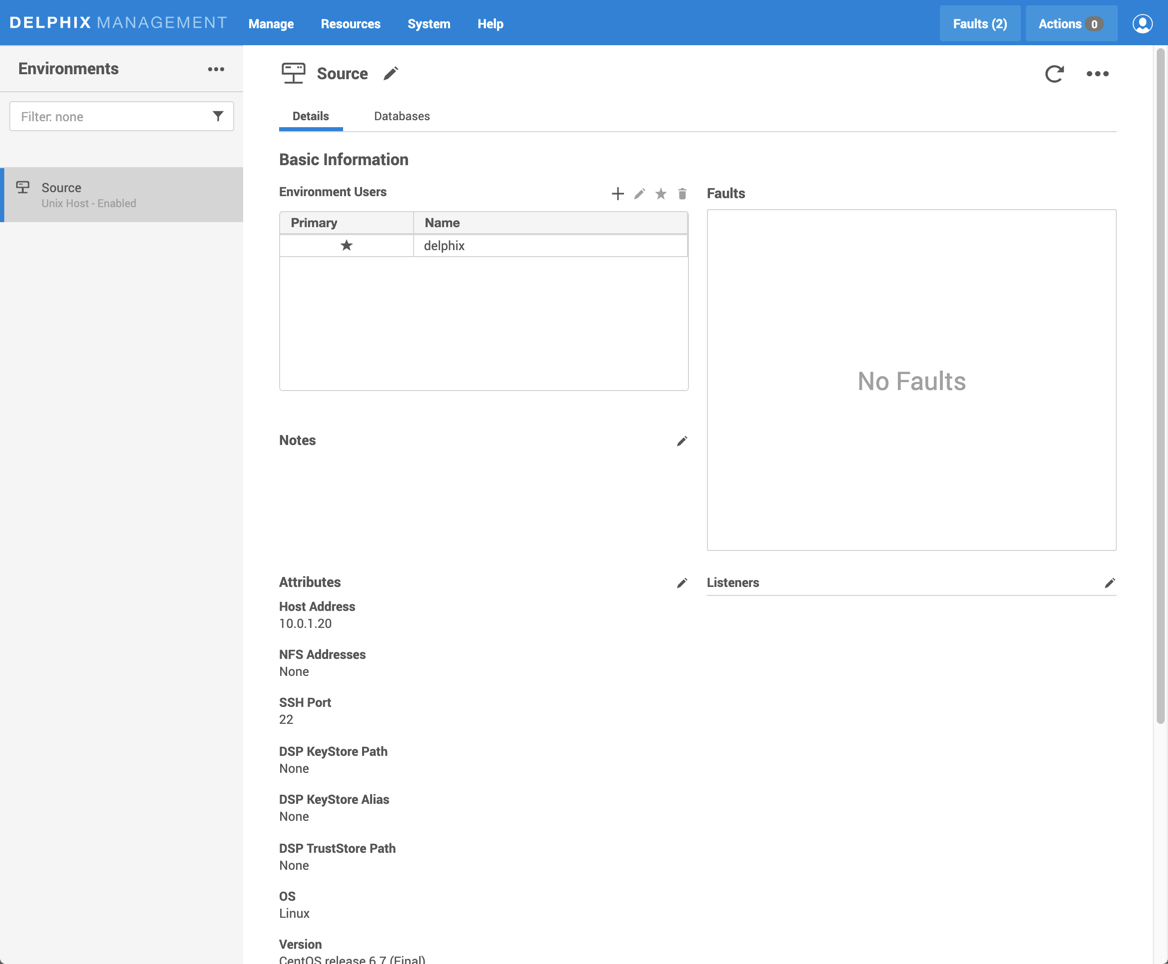 DELPHIX MANAGEMENT
Manage
Resources
System
Help
Faults (2)
Actions 0
Environments
Filter: none
Source
Unix Host - Enabled
Source
Details
Databases
Basic Information
Environment Users
Primary
Name
★
delphix
Faults
No Faults
Notes
Attributes
Host Address
10.0.1.20
NFS Addresses
None
SSH Port
22
DSP KeyStore Path
None
DSP KeyStore Alias
None
DSP TrustStore Path
None
OS
Linux
Version
CentOS release 6.7 (Final)
Listeners